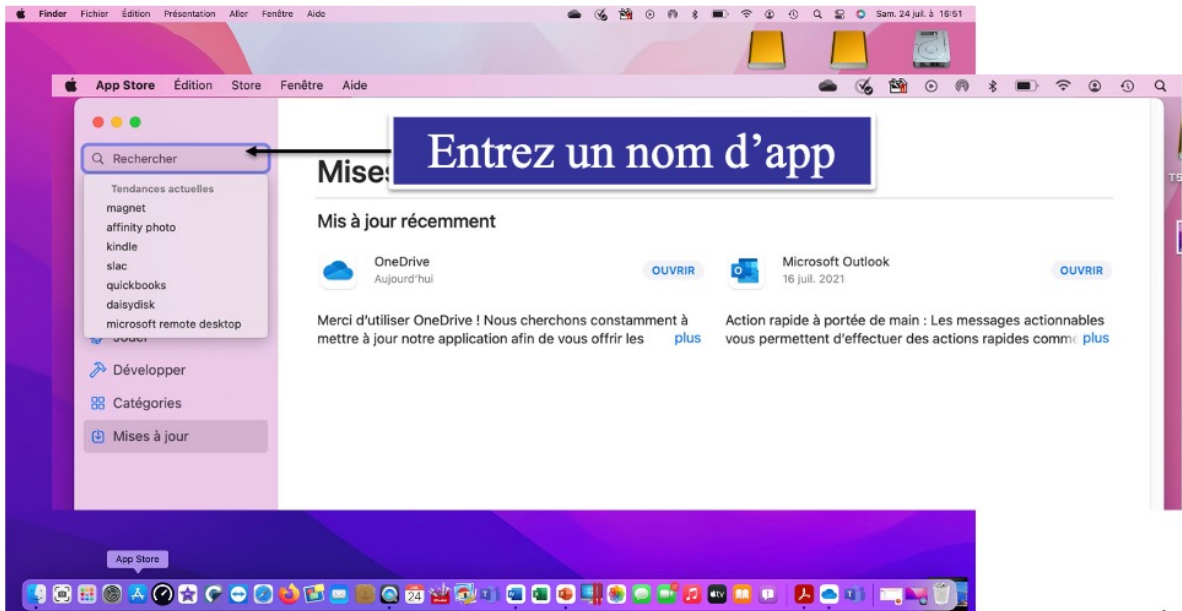 Finder Fichier Édition Présentation Aller Fenêtre Aide Sam. 24 juil. à 16:51
App Store Édition Store Fenêtre Aide
Entrez un nom d’app
Rechercher
Tendances actuelles
magnet
affinity photo
kindle
slac
quickbooks
daisydisk
microsoft remote desktop
Développer
Catégories
Mises à jour
Mis à jour récemment
OneDrive
Aujourd’hui
OUVRIR
Merci d’utiliser OneDrive ! Nous cherchons constamment à
mettre à jour notre application afin de vous offrir les plus
Microsoft Outlook
16 juil. 2021
OUVRIR
Action rapide à portée de main : Les messages actionnables
vous permettent d’effectuer des actions rapides comme plus
T5
App Store
24